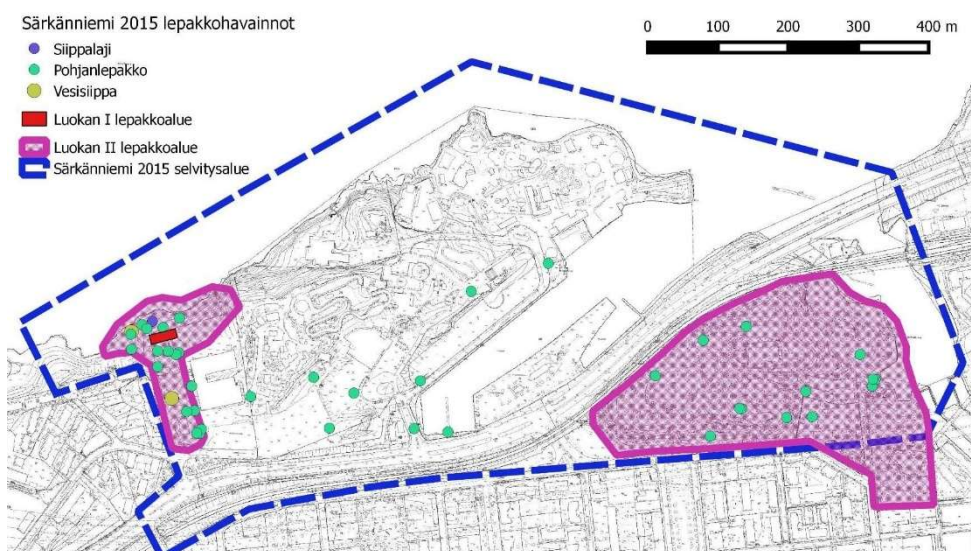 Särkänniemi 2015 lepakkohavainnot
Siippalaji
Pohjanlepakko
Vesisiippa
Luokan I lepakkoalue
Luokan II lepakkoalue
Särkänniemi 2015 selvitysalue
0 100 200 300 400 m